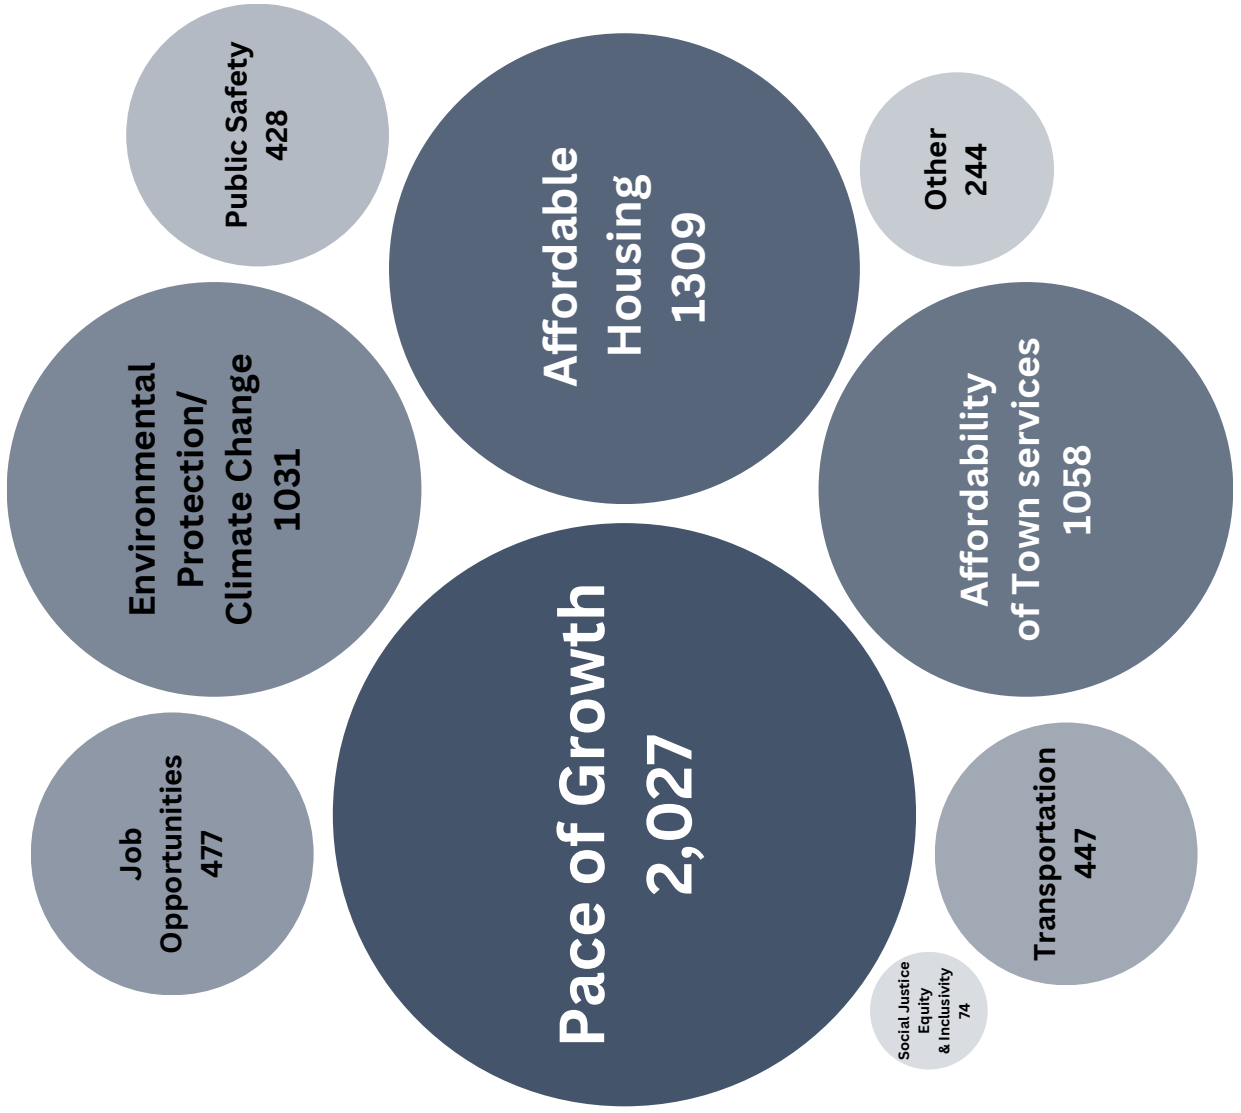 Job
Opportunities
477
Environmental
Protection/
Climate Change
1031
Public Safety
428
Pace of Growth
2,027
Affordable
Housing
1309
Social Justice
Equity
& Inclusivity
74
Transportation
447
Affordability
of Town services
1058
Other
244